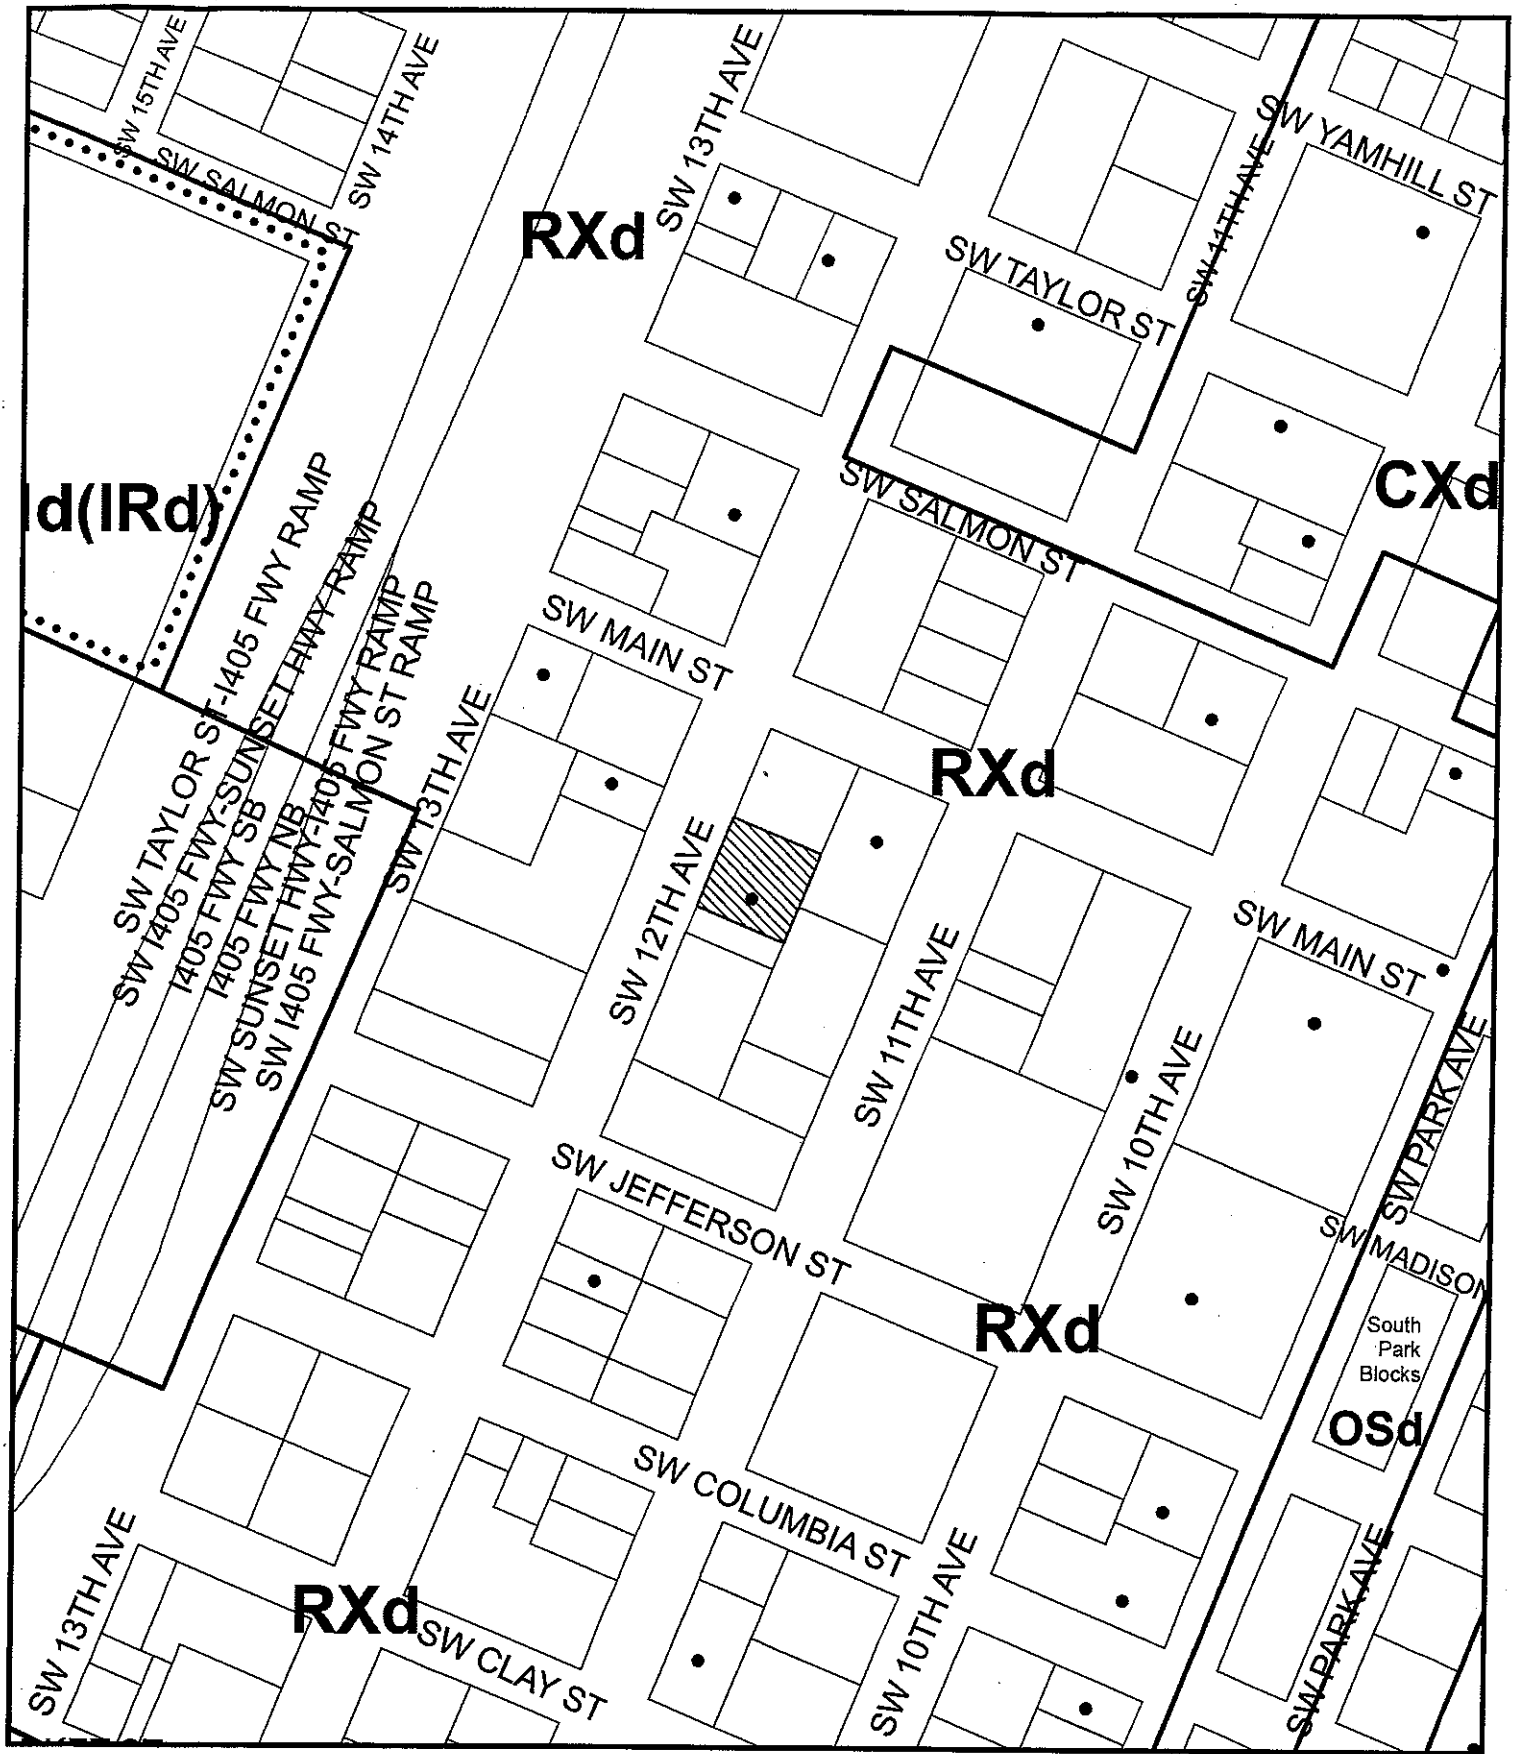 SW 15TH AVE
SW 14TH AVE
SW 13TH AVE
SW YAMHILL ST
SW SALMON ST
RXd
SW 11TH AVE
SW TAYLOR ST
CXd
Id(IRd)
SW SALMON ST
SW TAYLOR ST-I405 FWY RAMP
SW I405 FWY-SUNSET HWY RAMP
I405 FWY SB
I405 FWY NB
SW SUNSET HWY-I405 FWY RAMP
SW I405 FWY-SALMON ST RAMP
SW MAIN ST
SW 13TH AVE
RXd
SW 12TH AVE
SW MAIN ST
SW 11TH AVE
SW 10TH AVE
SW PARK AVE
SW JEFFERSON ST
SW MADISON
RXd
South
Park
Blocks
OSd
SW COLUMBIA ST
SW 13TH AVE
RXd
SW CLAY ST
SW 10TH AVE
SW PARK AVE